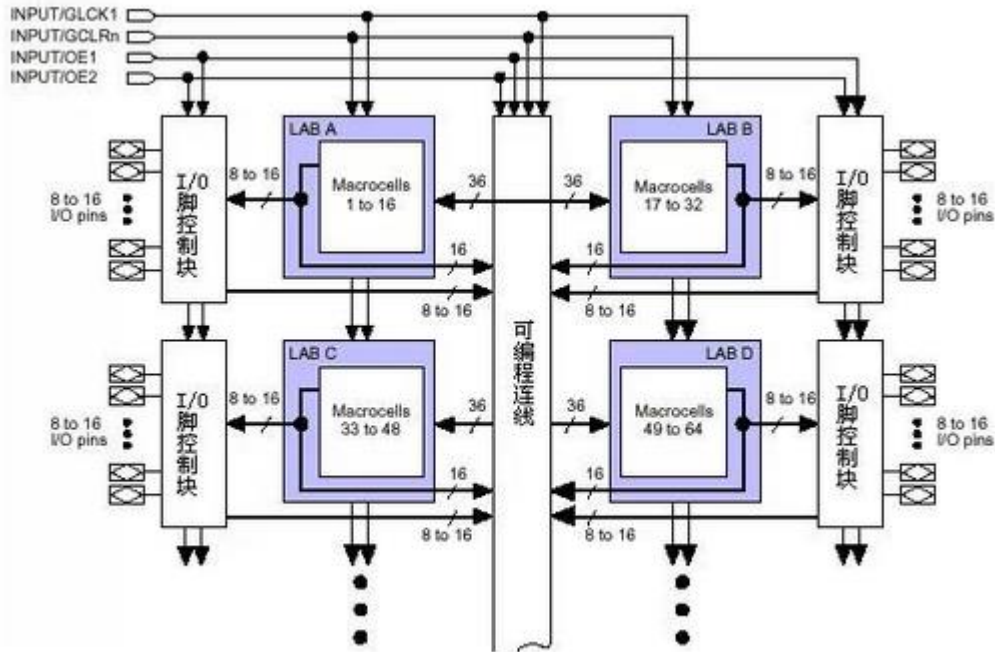 INPUT/GLCK1
INPUT/GCLRn
INPUT/OE1
INPUT/OE2
LAB A
LAB B
I/O
脚控制块
8 to 16
I/O pins
8 to 16
Macrocells
1 to 16
36
36
Macrocells
17 to 32
8 to 16
I/O
脚控制块
8 to 16
I/O pins
16
16
8 to 16
8 to 16
可编程连线
LAB C
LAB D
I/O
脚控制块
8 to 16
I/O pins
8 to 16
Macrocells
33 to 48
36
36
Macrocells
49 to 64
8 to 16
I/O
脚控制块
8 to 16
I/O pins
16
16
8 to 16
8 to 16